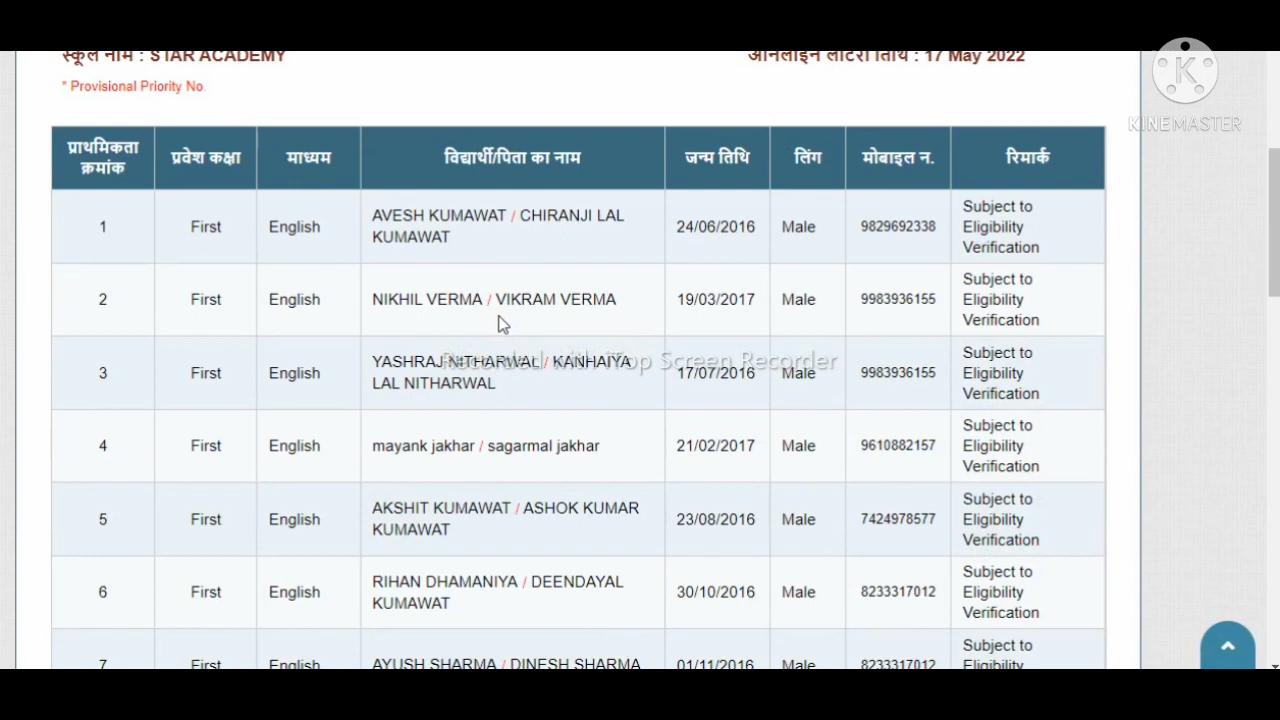 स्कूल नाम : STAR ACADEMY ऑनलाइन लॉटरी तिथि : 17 May 2022
* Provisional Priority No.
K
KINEMASTER
प्राथमिकता क्रमांक प्रवेश कक्षा माध्यम विद्यार्थी/पिता का नाम जन्म तिथि लिंग मोबाइल न. रिमार्क
1 First English AVESH KUMAWAT / CHIRANJI LAL KUMAWAT 24/06/2016 Male 9829692338 Subject to Eligibility Verification
2 First English NIKHIL VERMA / VIKRAM VERMA 19/03/2017 Male 9983936155 Subject to Eligibility Verification
Recorded with iTop Screen Recorder
3 First English YASHRAJ NITHARWAL / KANHAIYA LAL NITHARWAL 17/07/2016 Male 9983936155 Subject to Eligibility Verification
4 First English mayank jakhar / sagarmal jakhar 21/02/2017 Male 9610882157 Subject to Eligibility Verification
5 First English AKSHIT KUMAWAT / ASHOK KUMAR KUMAWAT 23/08/2016 Male 7424978577 Subject to Eligibility Verification
6 First English RIHAN DHAMANIYA / DEENDAYAL KUMAWAT 30/10/2016 Male 8233317012 Subject to Eligibility Verification
7 First English AYUSH SHARMA / DINESH SHARMA 01/11/2016 Male 8233317012 Subject to Eligibility